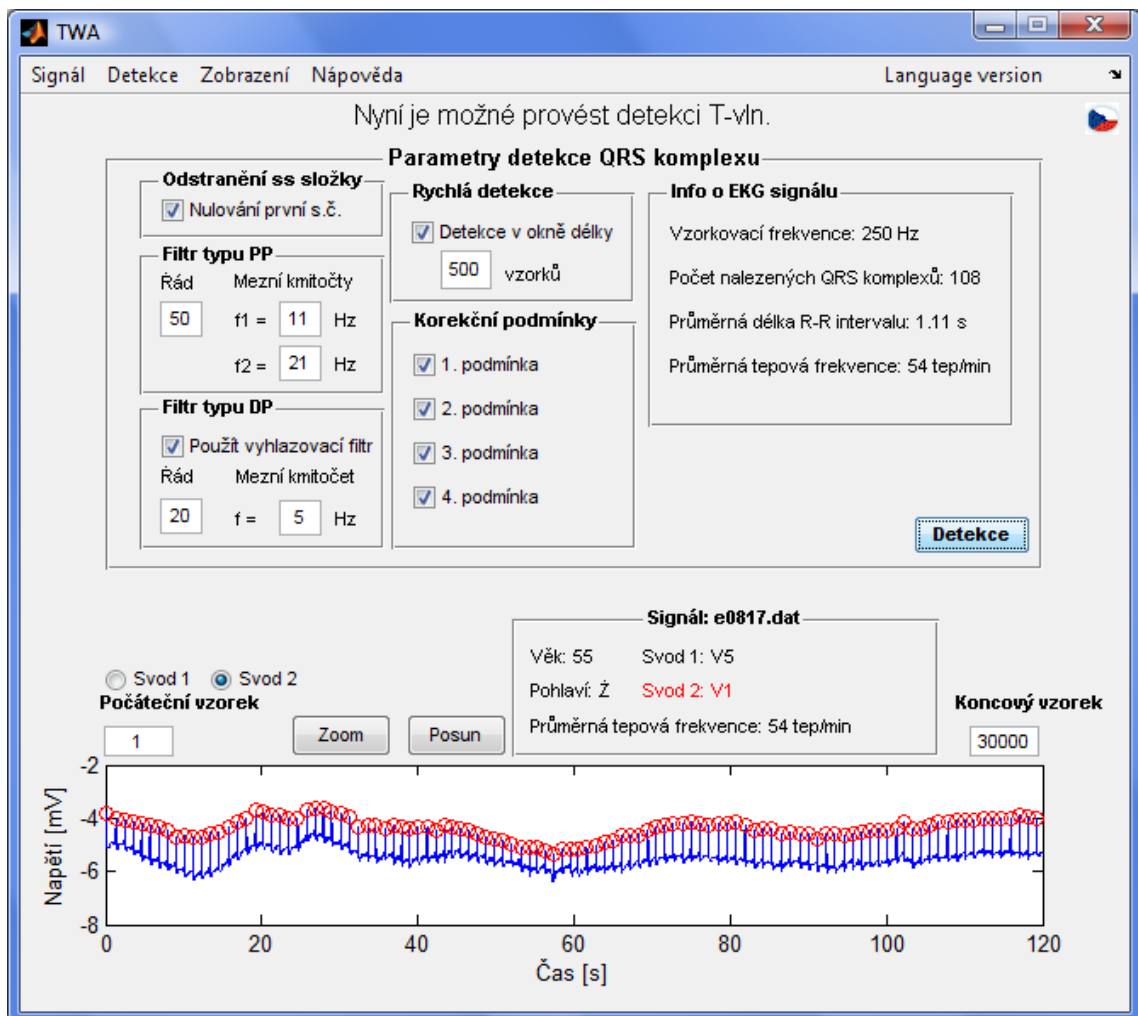 TWA
Signál Detekce Zobrazení Nápověda Language version
Nyní je možné provést detekci T-vln.
Parametry detekce QRS komplexu
Odstranění ss složky
Nulování první s.č.
Filtr typu PP
Řád Mezní kmitočty
50 f1 = 11 Hz
f2 = 21 Hz
Filtr typu DP
Použít vyhlazovací filtr
Řád Mezní kmitočet
20 f = 5 Hz
Rychlá detekce
Detekce v okně délky
500 vzorků
Korekční podmínky
1. podmínka
2. podmínka
3. podmínka
4. podmínka
Info o EKG signálu
Vzorkovací frekvence: 250 Hz
Počet nalezených QRS komplexů: 108
Průměrná délka R-R intervalu: 1.11 s
Průměrná tepová frekvence: 54 tep/min
Detekce
Signál: e0817.dat
Věk: 55 Svod 1: V5
Pohlaví: Ž Svod 2: V1
Průměrná tepová frekvence: 54 tep/min
Svod 1 Svod 2
Počáteční vzorek
1
Zoom Posun
Koncový vzorek
30000
-2
-4
-6
-8
Napětí [mV]
0 20 40 60 80 100 120
Čas [s]